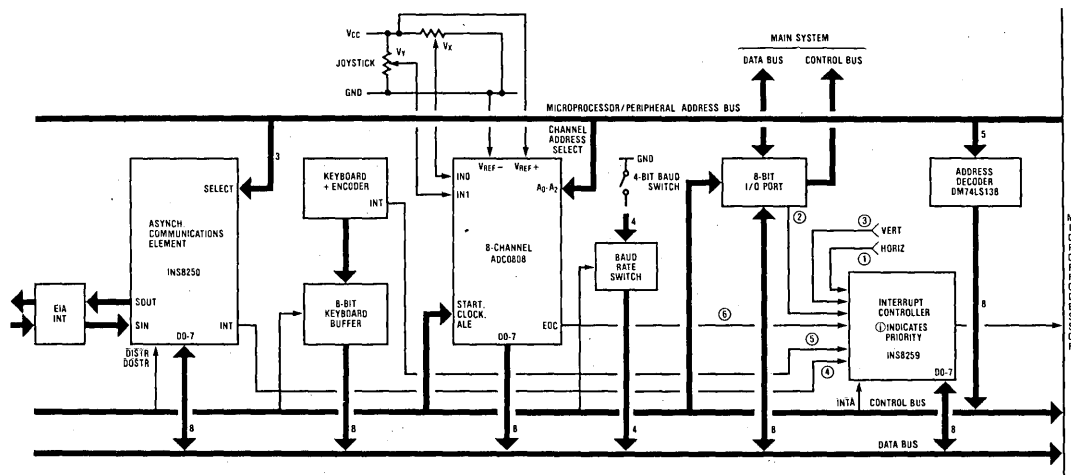 VCC
VX
VY
JOYSTICK
GND
MAIN SYSTEM
DATA BUS
CONTROL BUS
MICROPROCESSOR/PERIPHERAL ADDRESS BUS
CHANNEL
ADDRESS
SELECT
3
5
SELECT
ASYNCH
COMMUNICATIONS
ELEMENT
INS8250
SOUT
SIN
INT
D0-7
EIA
INT
DISTR
DOSTR
KEYBOARD
+ ENCODER
INT
8-BIT
KEYBOARD
BUFFER
VREF-
VREF+
IN0
IN1
A0-A2
8-CHANNEL
ADC0808
START,
CLOCK,
ALE
EOC
D0-7
GND
4-BIT BAUD
SWITCH
4
BAUD
RATE
SWITCH
8-BIT
I/O PORT
②
③
VERT
HORIZ
①
ADDRESS
DECODER
DM74LS138
INTERRUPT
CONTROLLER
ⓘ INDICATES
PRIORITY
INS8259
D0-7
8
⑥
⑤
④
INTA
CONTROL BUS
8
8
8
4
8
8
DATA BUS